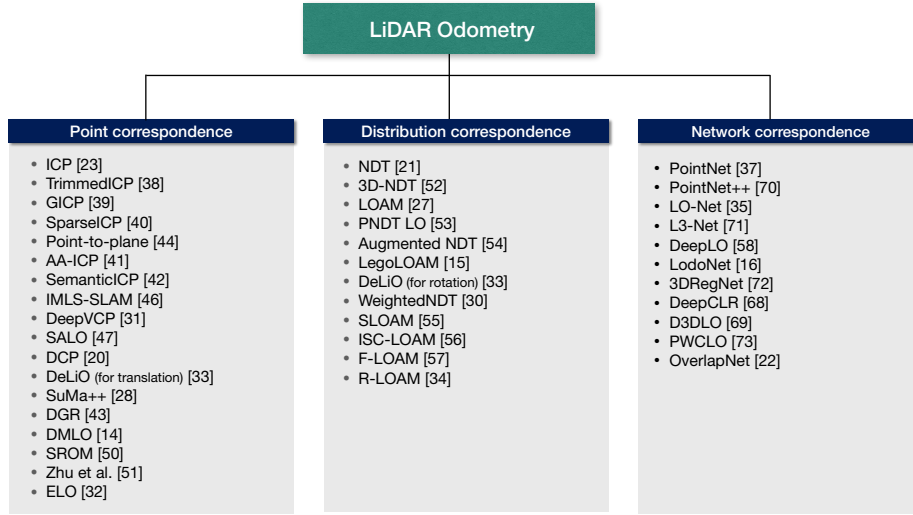 LiDAR Odometry
Point correspondence
• ICP [23]
• TrimmedICP [38]
• GICP [39]
• SparseICP [40]
• Point-to-plane [44]
• AA-ICP [41]
• SemanticICP [42]
• IMLS-SLAM [46]
• DeepVCP [31]
• SALO [47]
• DCP [20]
• DeLiO (for translation) [33]
• SuMa++ [28]
• DGR [43]
• DMLO [14]
• SROM [50]
• Zhu et al. [51]
• ELO [32]
Distribution correspondence
• NDT [21]
• 3D-NDT [52]
• LOAM [27]
• PNDT LO [53]
• Augmented NDT [54]
• LegoLOAM [15]
• DeLiO (for rotation) [33]
• WeightedNDT [30]
• SLOAM [55]
• ISC-LOAM [56]
• F-LOAM [57]
• R-LOAM [34]
Network correspondence
• PointNet [37]
• PointNet++ [70]
• LO-Net [35]
• L3-Net [71]
• DeepLO [58]
• LodoNet [16]
• 3DRegNet [72]
• DeepCLR [68]
• D3DLO [69]
• PWCLO [73]
• OverlapNet [22]